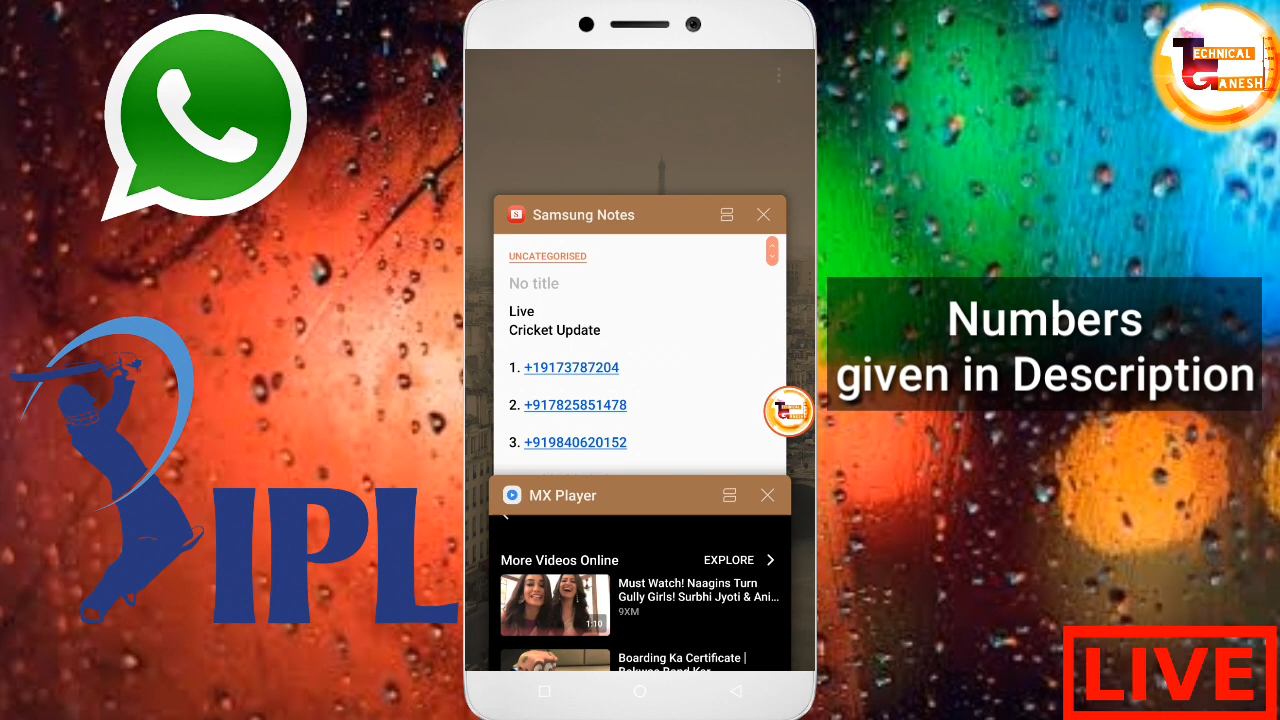 TECHNICAL
GANESH
Samsung Notes
UNCATEGORISED
No title
Live
Cricket Update
1. +19173787204
2. +917825851478
3. +919840620152
Numbers
given in Description
IPL
MX Player
More Videos Online
EXPLORE
Must Watch! Naagins Turn
Gully Girls! Surbhi Jyoti & Ani...
9XM
1:10
Boarding Ka Certificate |
LIVE